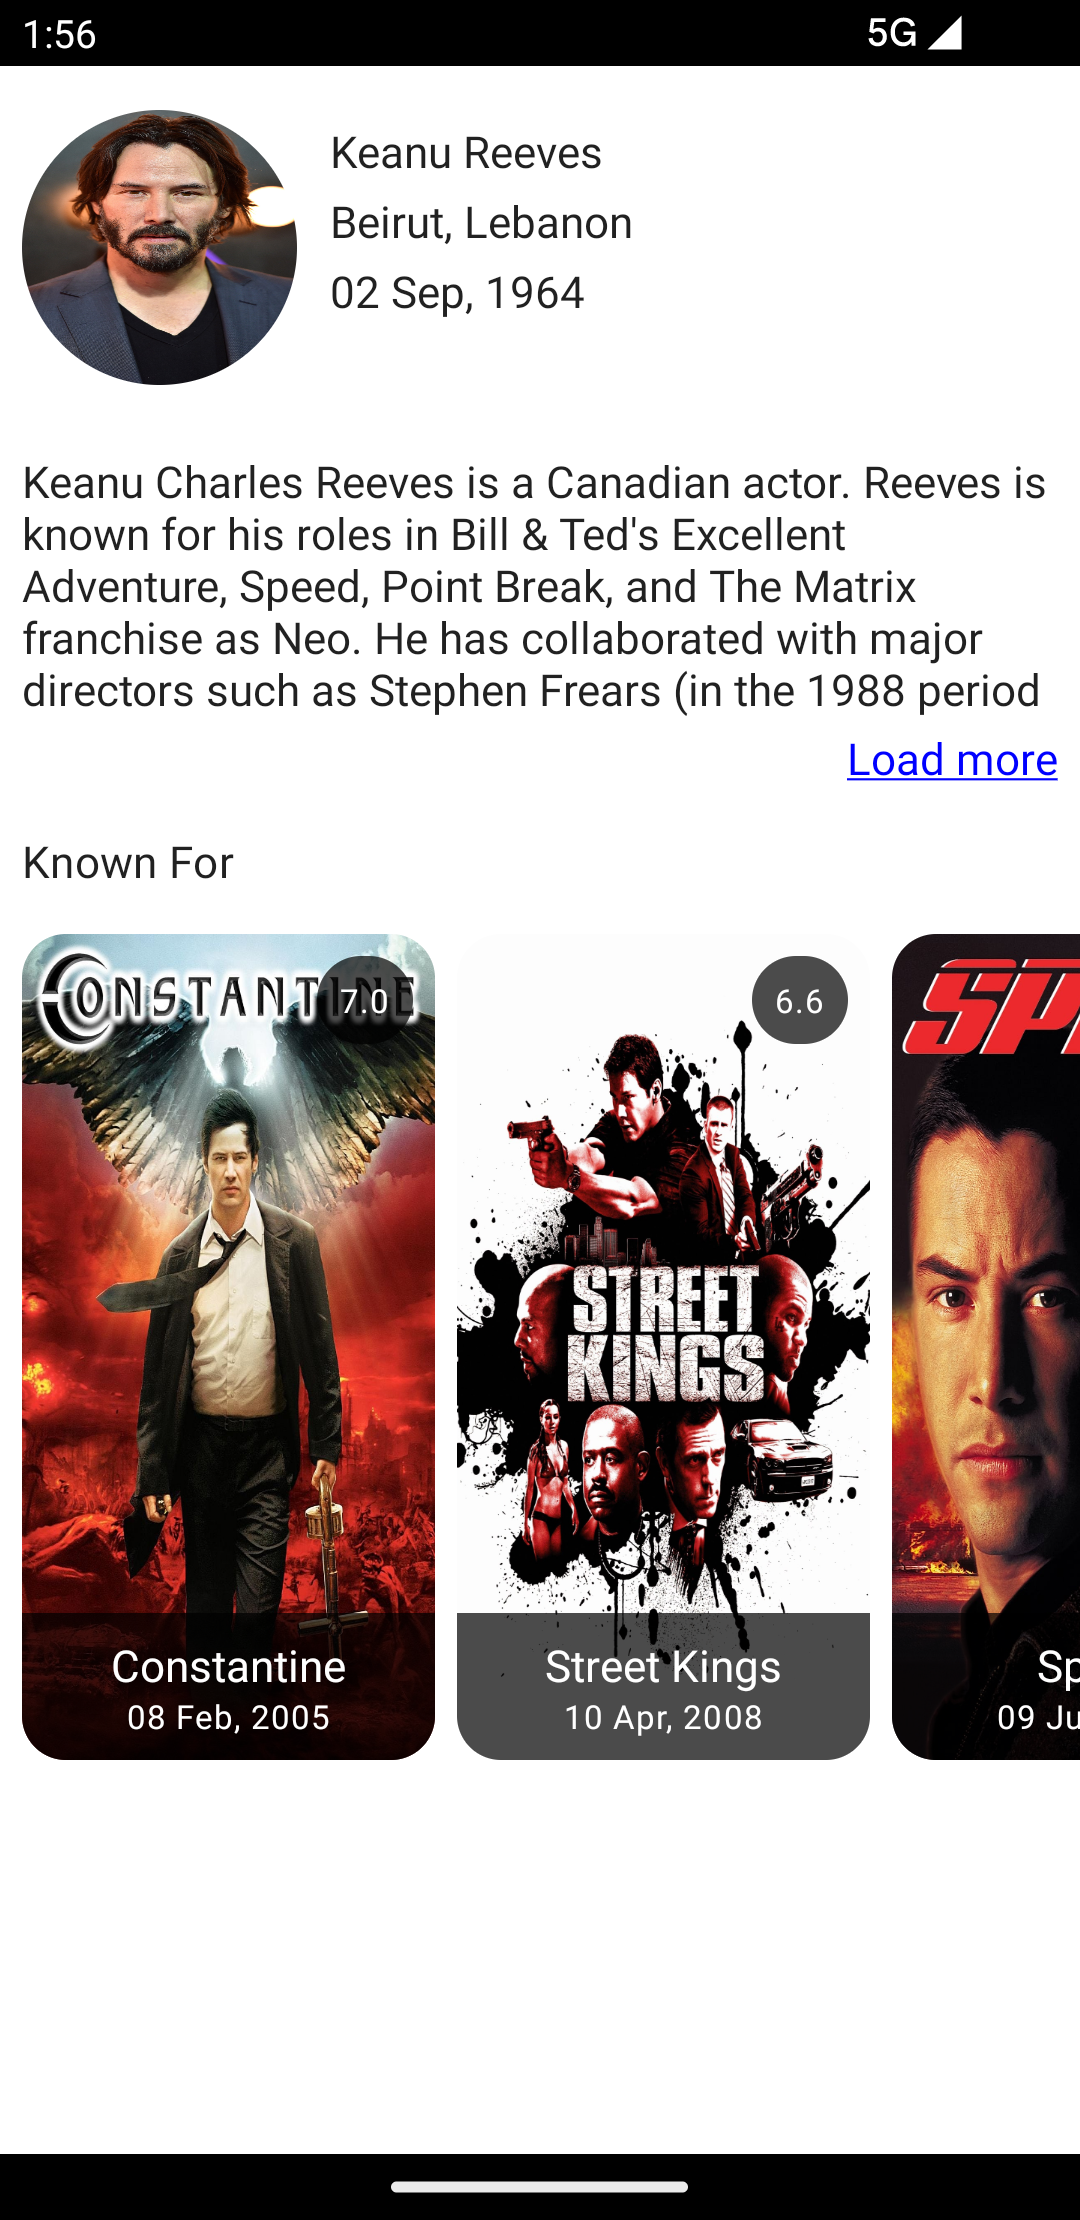 1:56
5G
Keanu Reeves
Beirut, Lebanon
02 Sep, 1964
Keanu Charles Reeves is a Canadian actor. Reeves is
known for his roles in Bill & Ted's Excellent
Adventure, Speed, Point Break, and The Matrix
franchise as Neo. He has collaborated with major
directors such as Stephen Frears (in the 1988 period
Load more
Known For
CONSTANTINE
7.0
6.6
SP
STREET
KINGS
Constantine
08 Feb, 2005
Street Kings
10 Apr, 2008
Sp
09 Ju